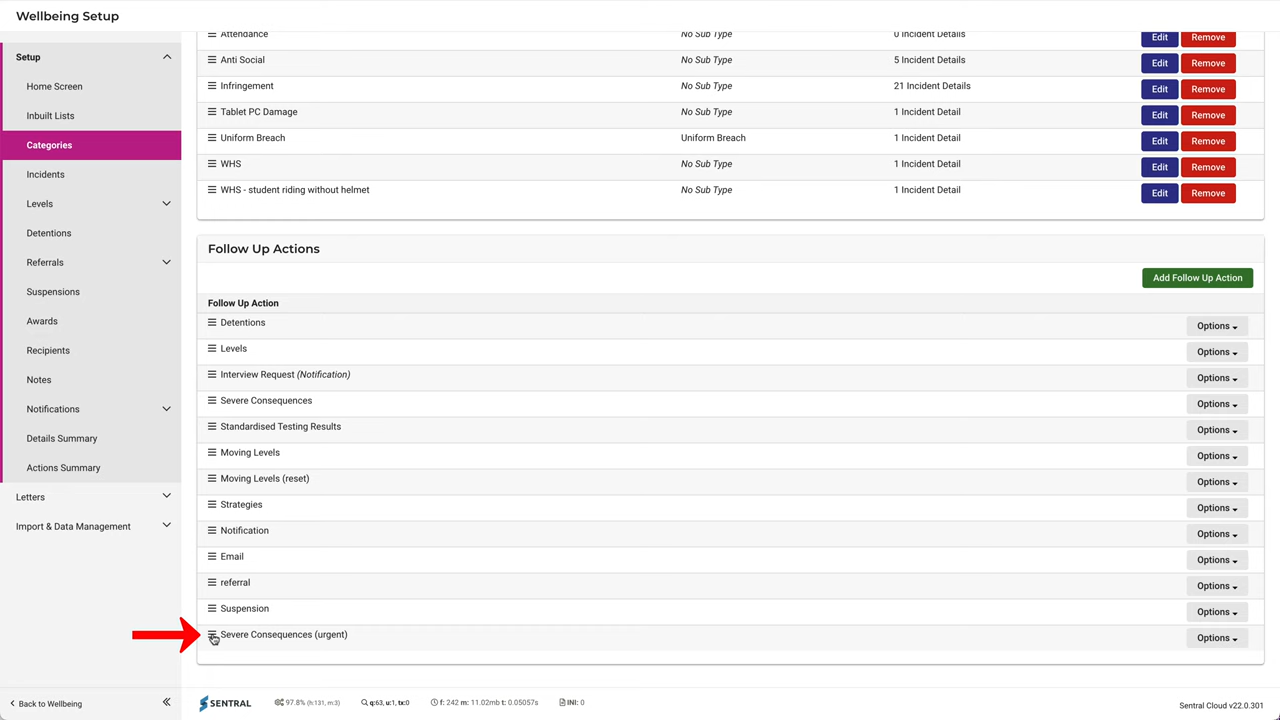 Wellbeing Setup
Setup
Home Screen
Inbuilt Lists
Categories
Incidents
Levels
Detentions
Referrals
Suspensions
Awards
Recipients
Notes
Notifications
Details Summary
Actions Summary
Letters
Import & Data Management
Back to Wellbeing
Attendance No Sub Type 0 Incident Details Edit Remove
Anti Social No Sub Type 5 Incident Details Edit Remove
Infringement No Sub Type 21 Incident Details Edit Remove
Tablet PC Damage No Sub Type 1 Incident Detail Edit Remove
Uniform Breach Uniform Breach 1 Incident Detail Edit Remove
WHS No Sub Type 1 Incident Detail Edit Remove
WHS - student riding without helmet No Sub Type 1 Incident Detail Edit Remove
Follow Up Actions
Add Follow Up Action
Follow Up Action
Detentions Options
Levels Options
Interview Request (Notification) Options
Severe Consequences Options
Standardised Testing Results Options
Moving Levels Options
Moving Levels (reset) Options
Strategies Options
Notification Options
Email Options
referral Options
Suspension Options
Severe Consequences (urgent) Options
SENTRAL 97.8% (h:131, m:3) q:63, u:1, tx:0 f: 242 m: 11.02mb t: 0.05057s INI: 0 Sentral Cloud v22.0.301